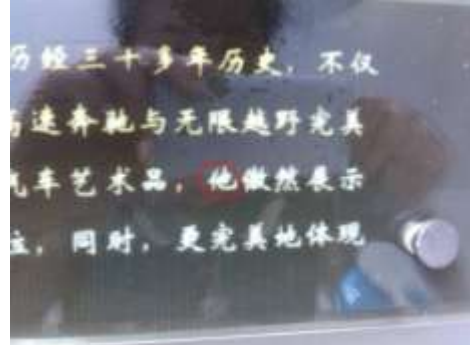 历经三十多年历史，不仅
高速奔驰与无限越野完美
汽车艺术品，他傲然展示
位，同时，更完美地体现